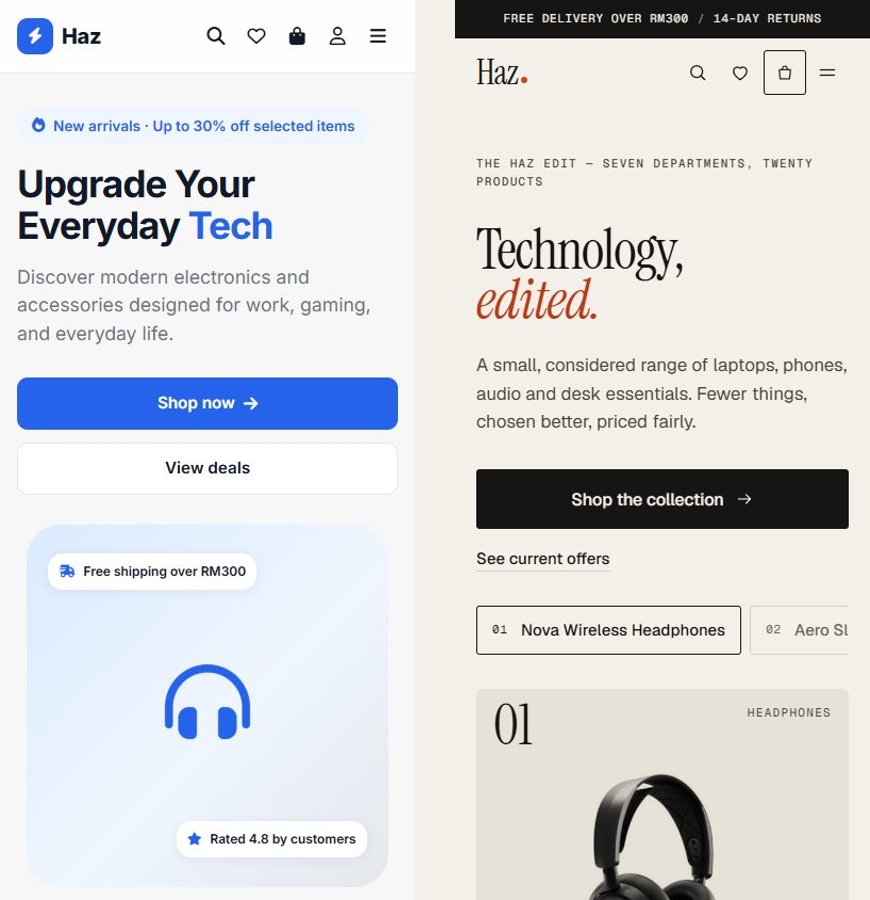 Haz
New arrivals · Up to 30% off selected items
Upgrade Your
Everyday Tech
Discover modern electronics and
accessories designed for work, gaming,
and everyday life.
Shop now
View deals
Free shipping over RM300
Rated 4.8 by customers
FREE DELIVERY OVER RM300 / 14-DAY RETURNS
Haz.
THE HAZ EDIT — SEVEN DEPARTMENTS, TWENTY
PRODUCTS
Technology,
edited.
A small, considered range of laptops, phones,
audio and desk essentials. Fewer things,
chosen better, priced fairly.
Shop the collection
See current offers
01 Nova Wireless Headphones
02 Aero Sl
01
HEADPHONES